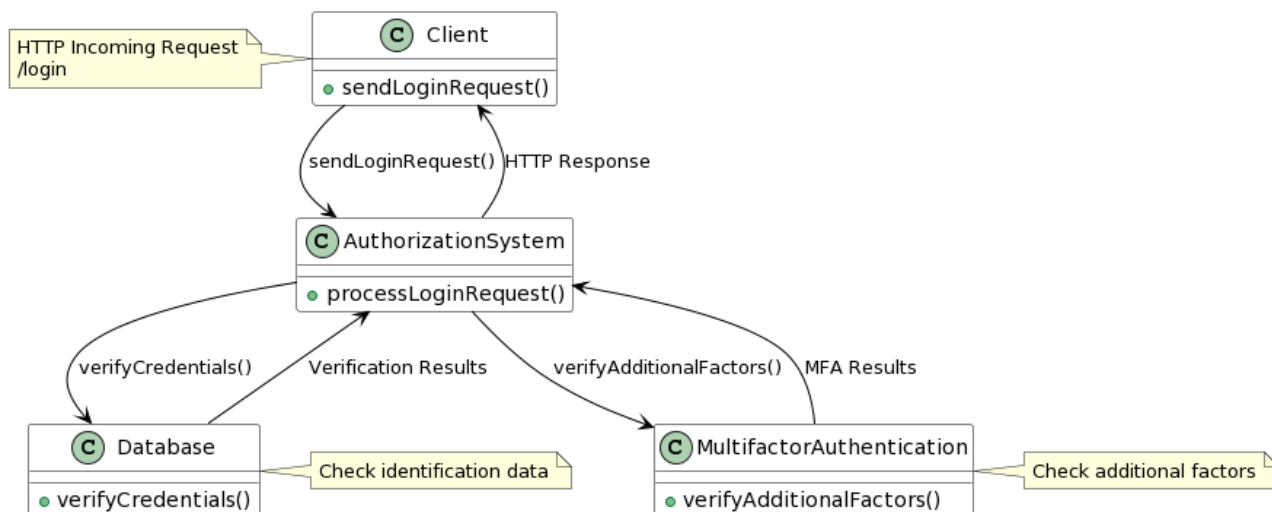 HTTP Incoming Request
/login
C Client
sendLoginRequest()
sendLoginRequest()
HTTP Response
C AuthorizationSystem
processLoginRequest()
verifyCredentials()
Verification Results
verifyAdditionalFactors()
MFA Results
C Database
verifyCredentials()
Check identification data
C MultifactorAuthentication
verifyAdditionalFactors()
Check additional factors